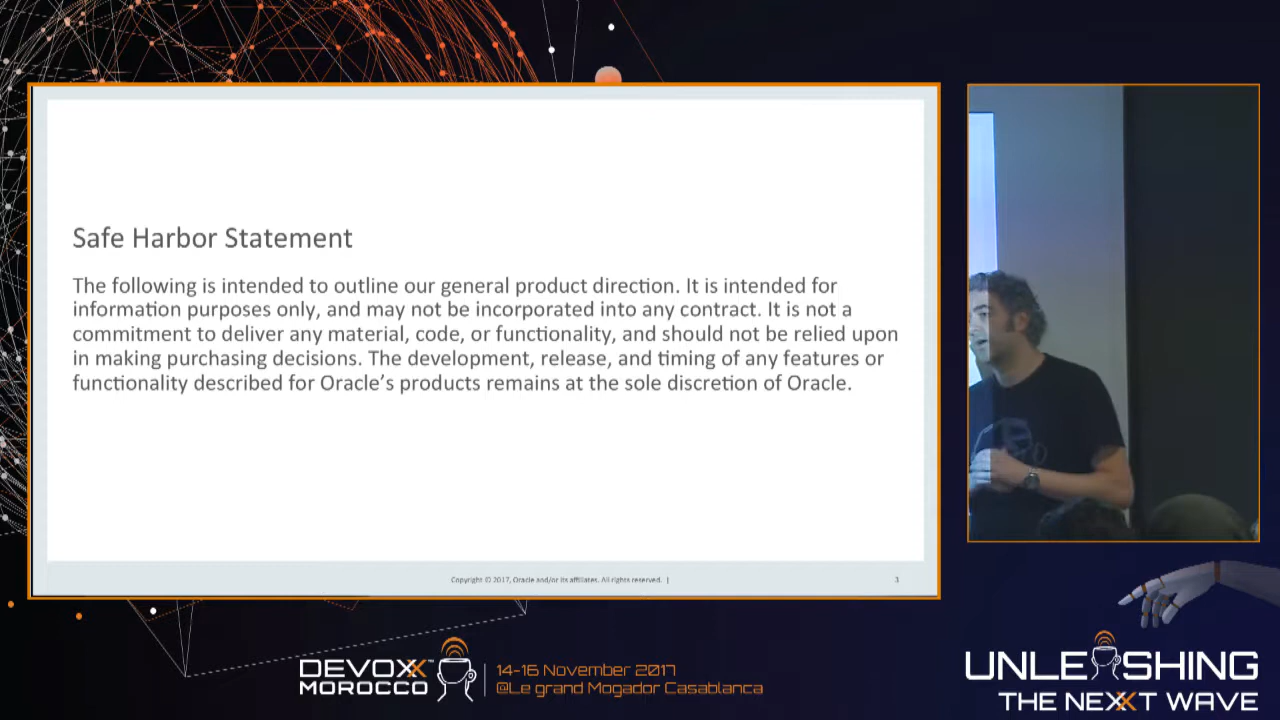 Safe Harbor Statement
The following is intended to outline our general product direction. It is intended for
information purposes only, and may not be incorporated into any contract. It is not a
commitment to deliver any material, code, or functionality, and should not be relied upon
in making purchasing decisions. The development, release, and timing of any features or
functionality described for Oracle’s products remains at the sole discretion of Oracle.
Copyright © 2017, Oracle and/or its affiliates. All rights reserved. |
3
DEVOXX™
MOROCCO
14-16 November 2017
@Le grand Mogador Casablanca
UNLEASHING
THE NEXXT WAVE